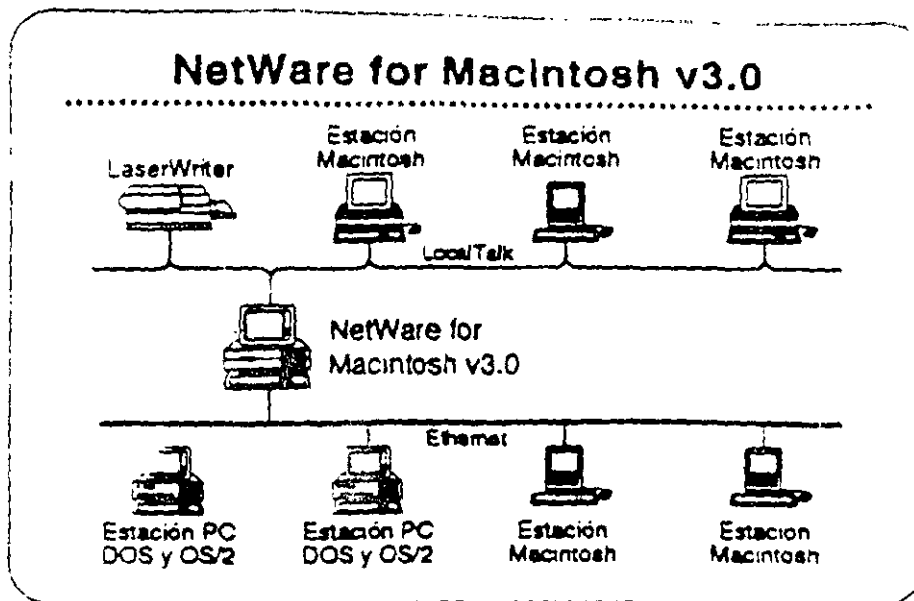 NetWare for Macintosh v3.0
LaserWriter
Estación
Macintosh
Estación
Macintosh
Estación
Macintosh
LocalTalk
NetWare for
Macintosh v3.0
Ethernet
Estación PC
DOS y OS/2
Estación PC
DOS y OS/2
Estación
Macintosh
Estación
Macintosh